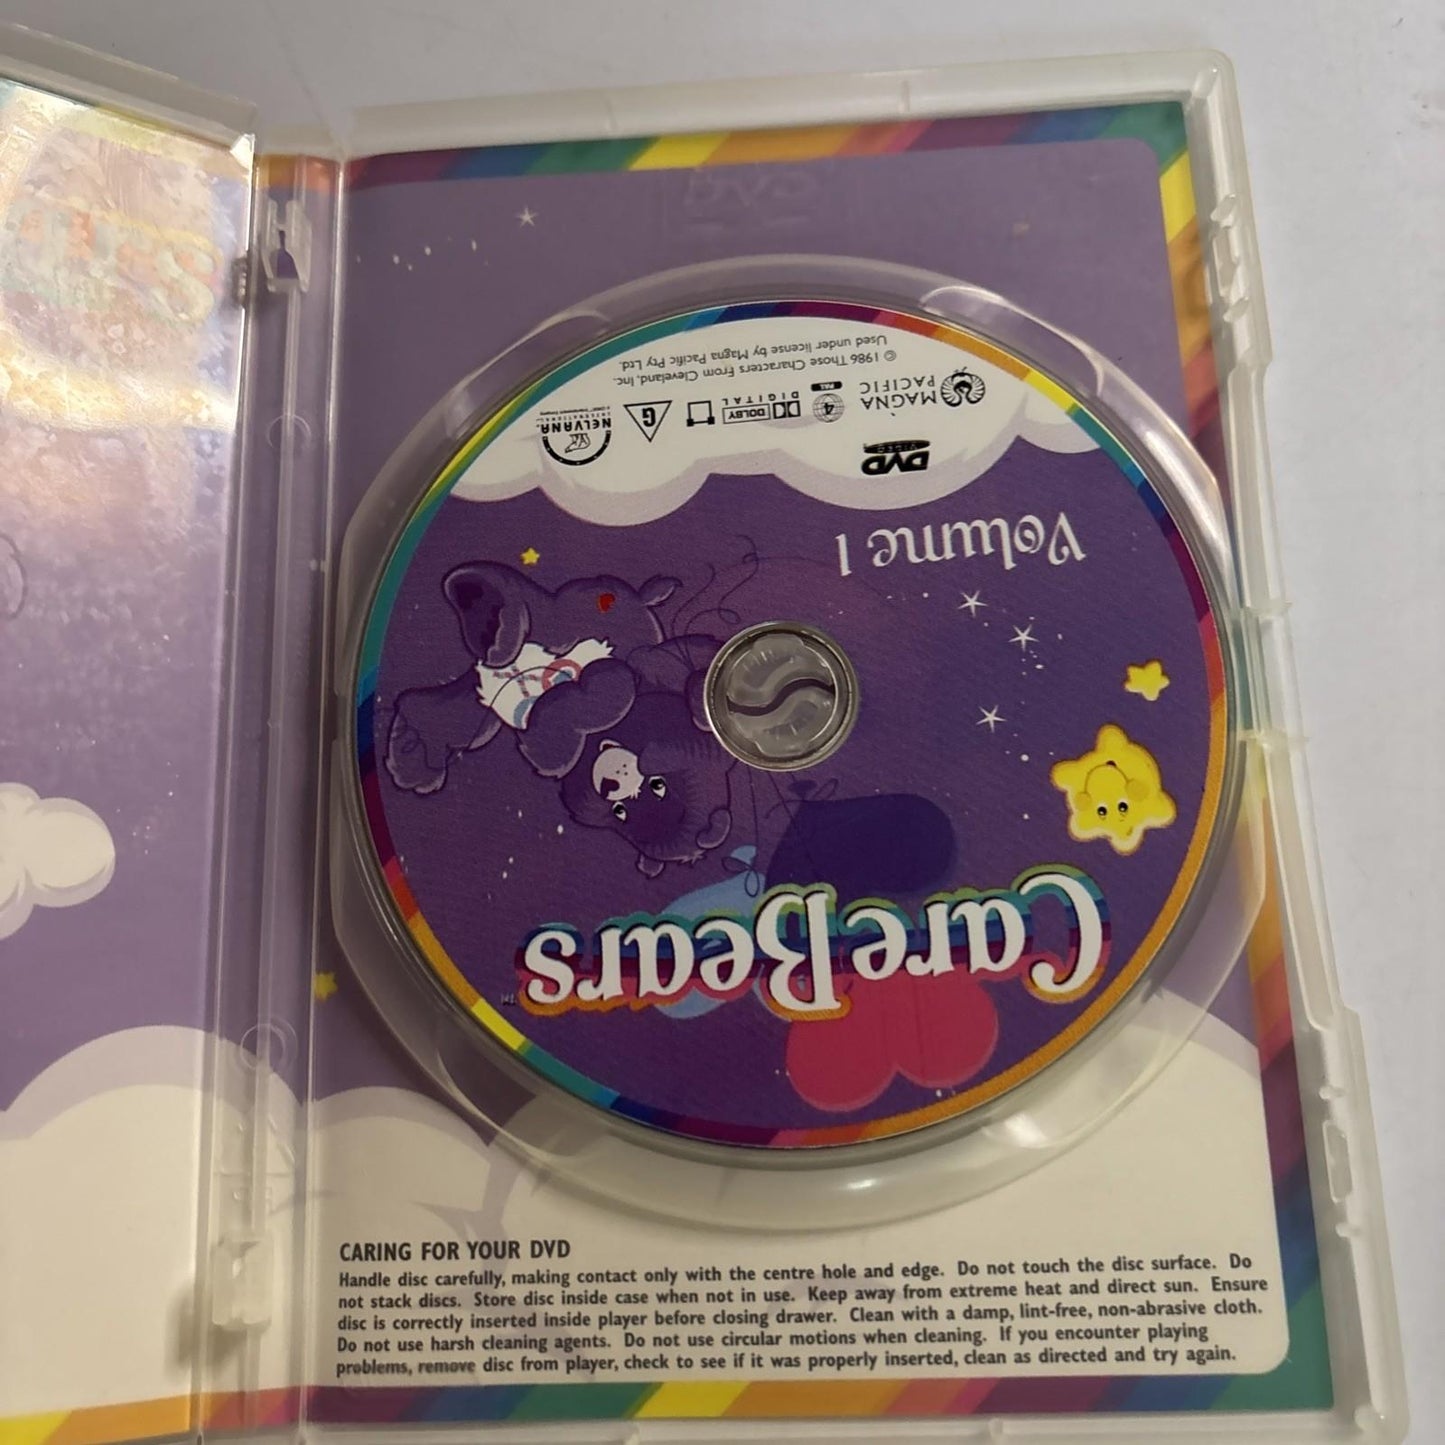 CareBears™
Volume 1
DVD
VIDEO
MAGNA
PACIFIC
4
PAL
DOLBY
DIGITAL
G
NELVANA
INTERNATIONAL
© 1986 Those Characters From Cleveland, Inc.
Used under license by Magna Pacific Pty Ltd.
CARING FOR YOUR DVD
Handle disc carefully, making contact only with the centre hole and edge. Do not touch the disc surface. Do
not stack discs. Store disc inside case when not in use. Keep away from extreme heat and direct sun. Ensure
disc is correctly inserted inside player before closing drawer. Clean with a damp, lint-free, non-abrasive cloth.
Do not use harsh cleaning agents. Do not use circular motions when cleaning. If you encounter playing
problems, remove disc from player, check to see if it was properly inserted, clean as directed and try again.